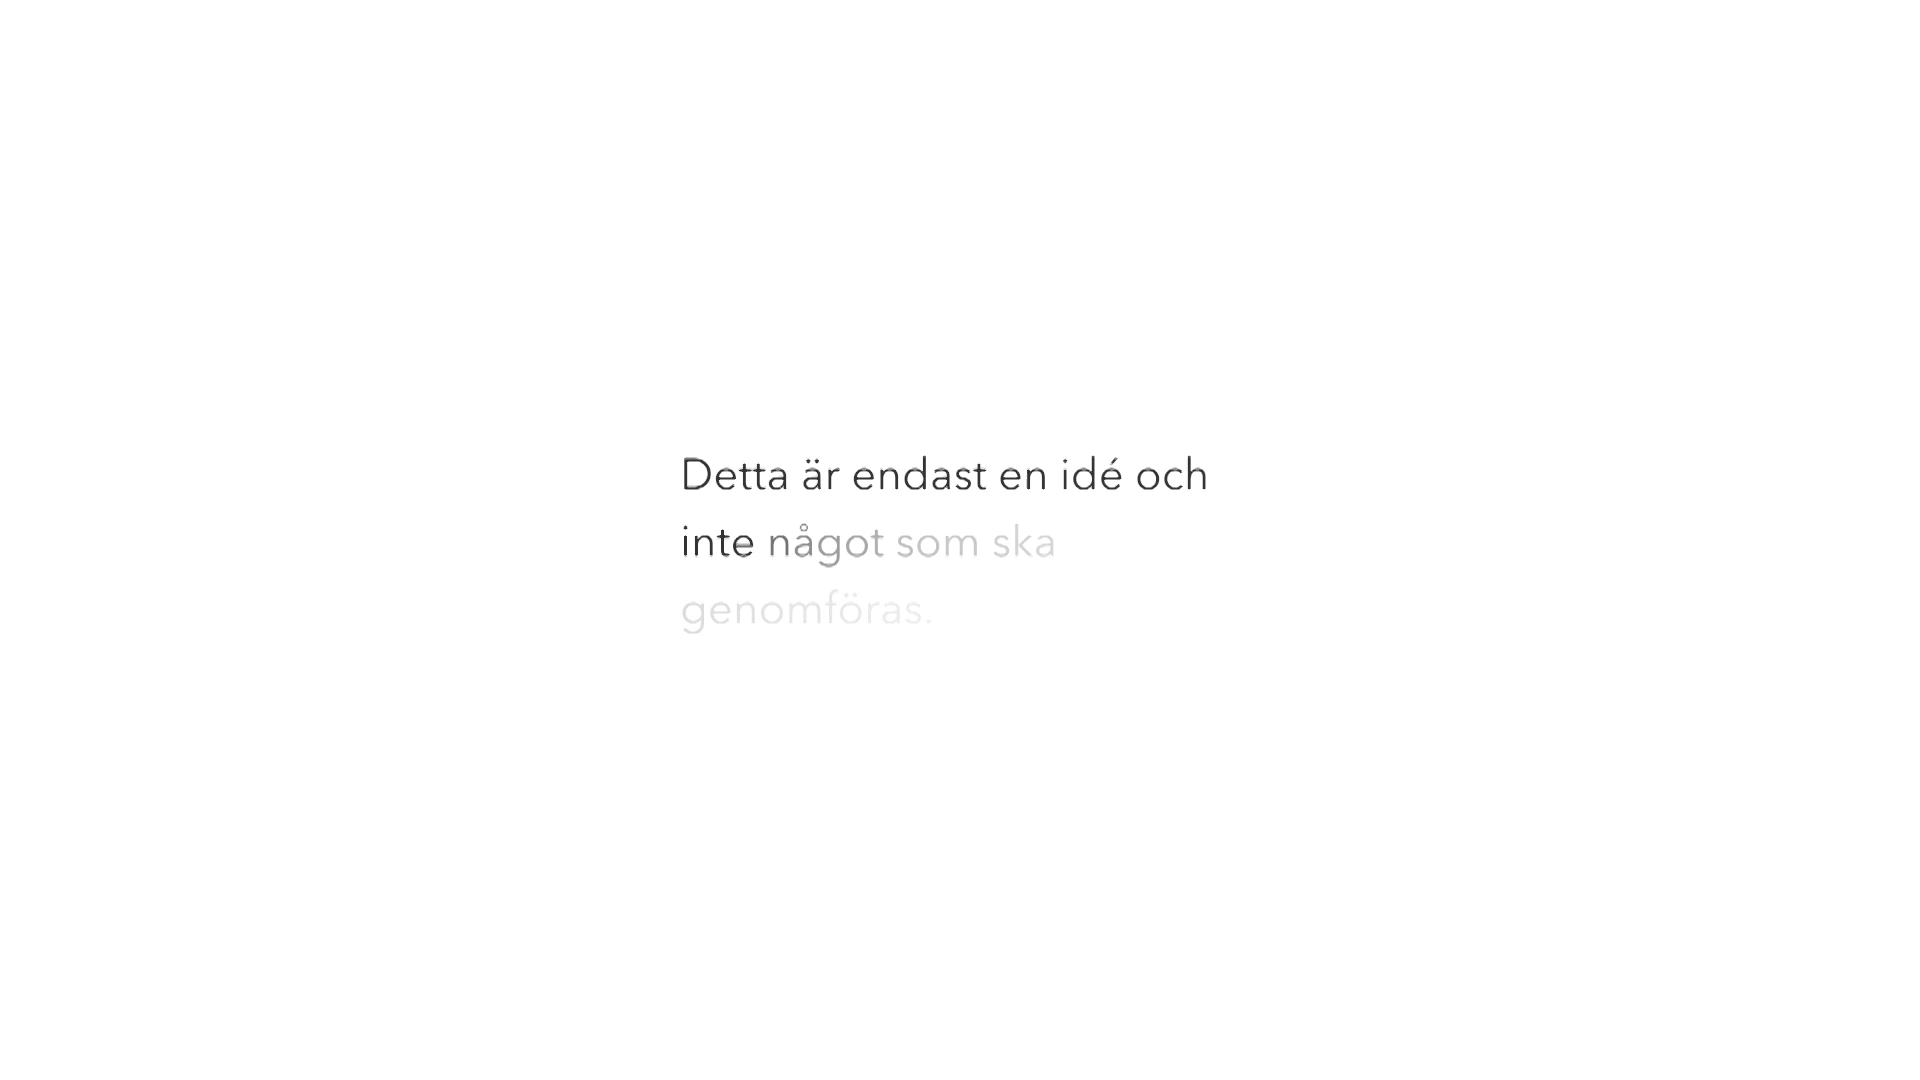 Detta är endast en idé och
inte något som ska
genomföras.